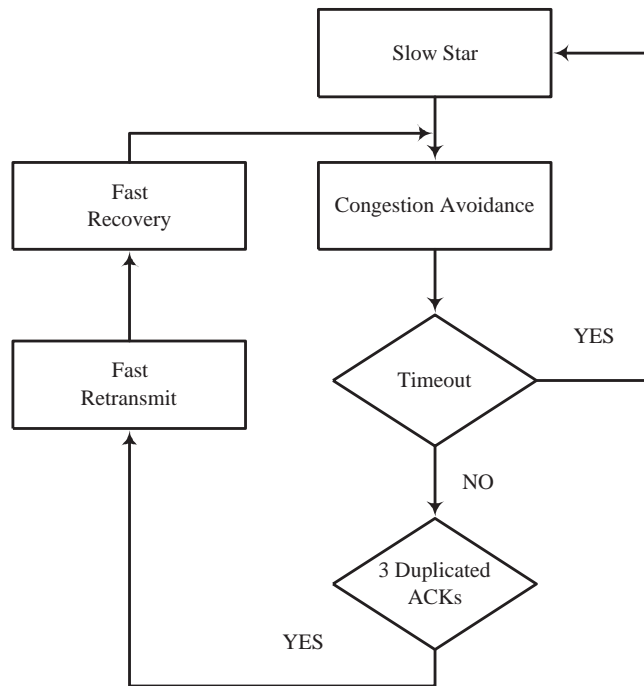 Slow Star
Fast
Recovery
Congestion Avoidance
YES
Fast
Retransmit
Timeout
NO
3 Duplicated
ACKs
YES